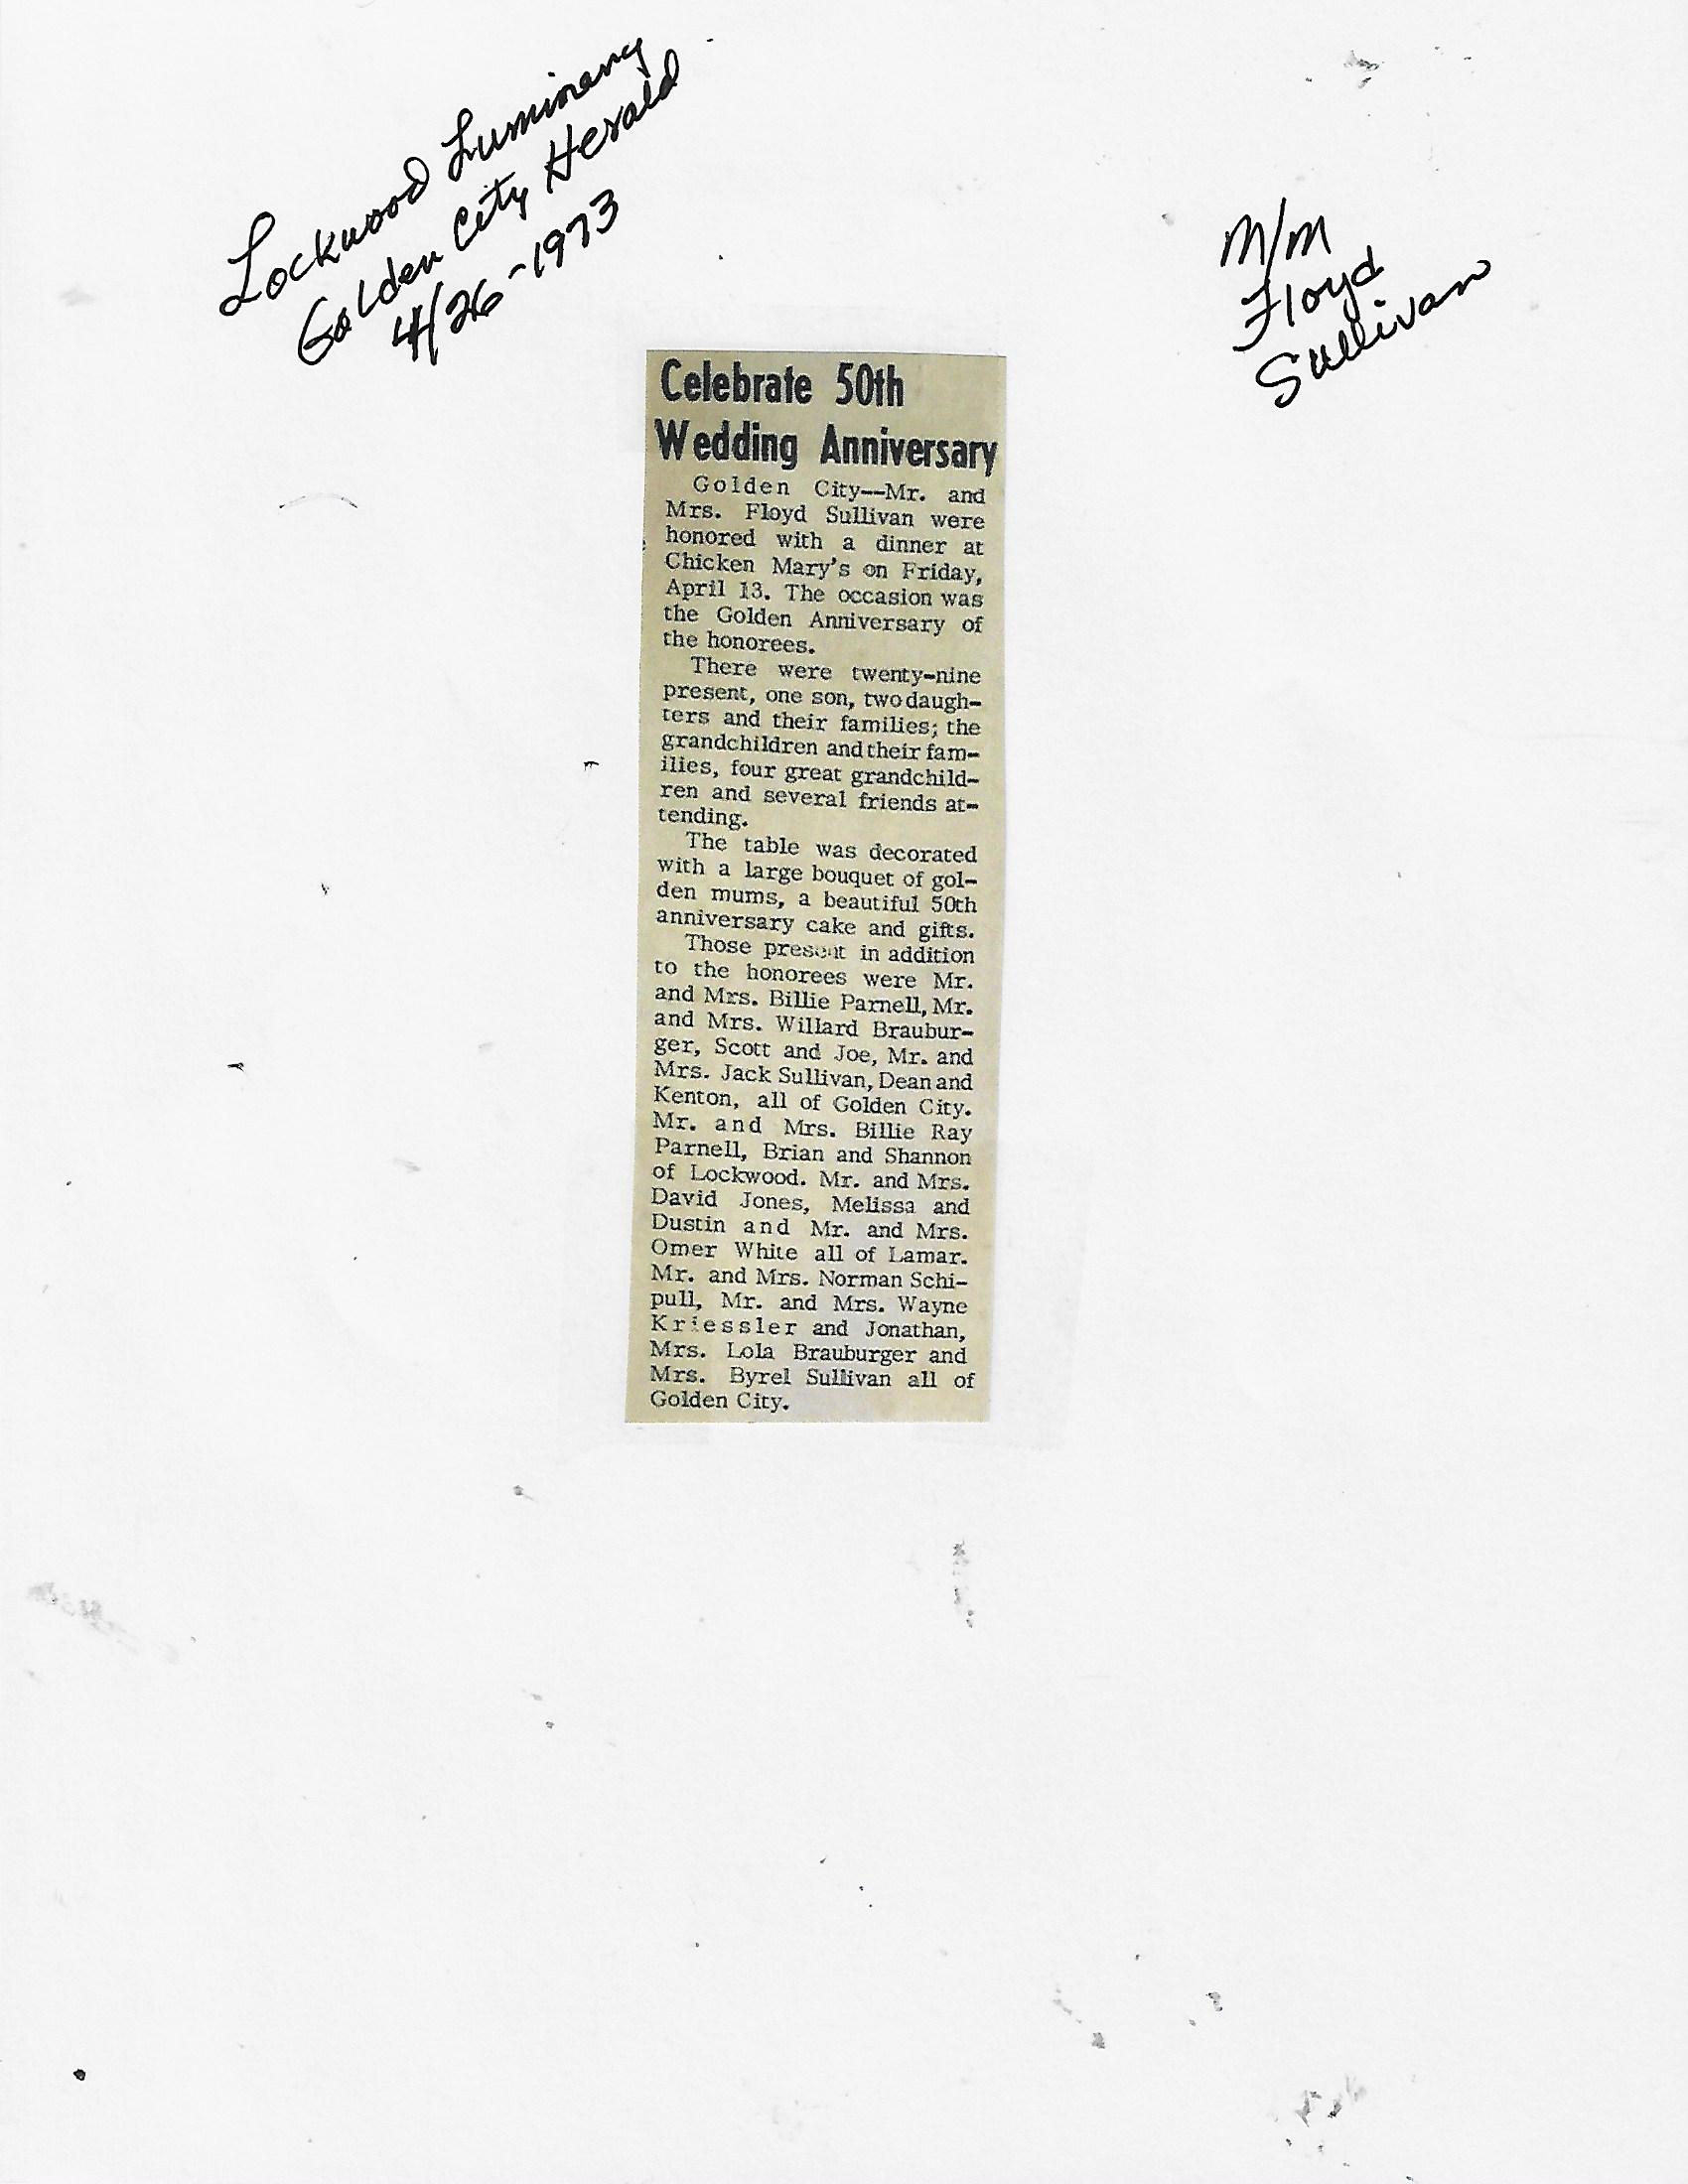 Lockwood Luminary
Golden City Herald
4/26-1973
M/M
Floyd
Sullivan
Celebrate 50th
Wedding Anniversary
Golden City--Mr. and
Mrs. Floyd Sullivan were
honored with a dinner at
Chicken Mary's on Friday,
April 13. The occasion was
the Golden Anniversary of
the honorees.
There were twenty-nine
present, one son, two daugh-
ters and their families; the
grandchildren and their fam-
ilies, four great grandchild-
ren and several friends at-
tending.
The table was decorated
with a large bouquet of gol-
den mums, a beautiful 50th
anniversary cake and gifts.
Those present in addition
to the honorees were Mr.
and Mrs. Billie Parnell, Mr.
and Mrs. Willard Braubur-
ger, Scott and Joe, Mr. and
Mrs. Jack Sullivan, Dean and
Kenton, all of Golden City.
Mr. and Mrs. Billie Ray
Parnell, Brian and Shannon
of Lockwood. Mr. and Mrs.
David Jones, Melissa and
Dustin and Mr. and Mrs.
Omer White all of Lamar.
Mr. and Mrs. Norman Schi-
pull, Mr. and Mrs. Wayne
Kriessler and Jonathan,
Mrs. Lola Brauburger and
Mrs. Byrel Sullivan all of
Golden City.